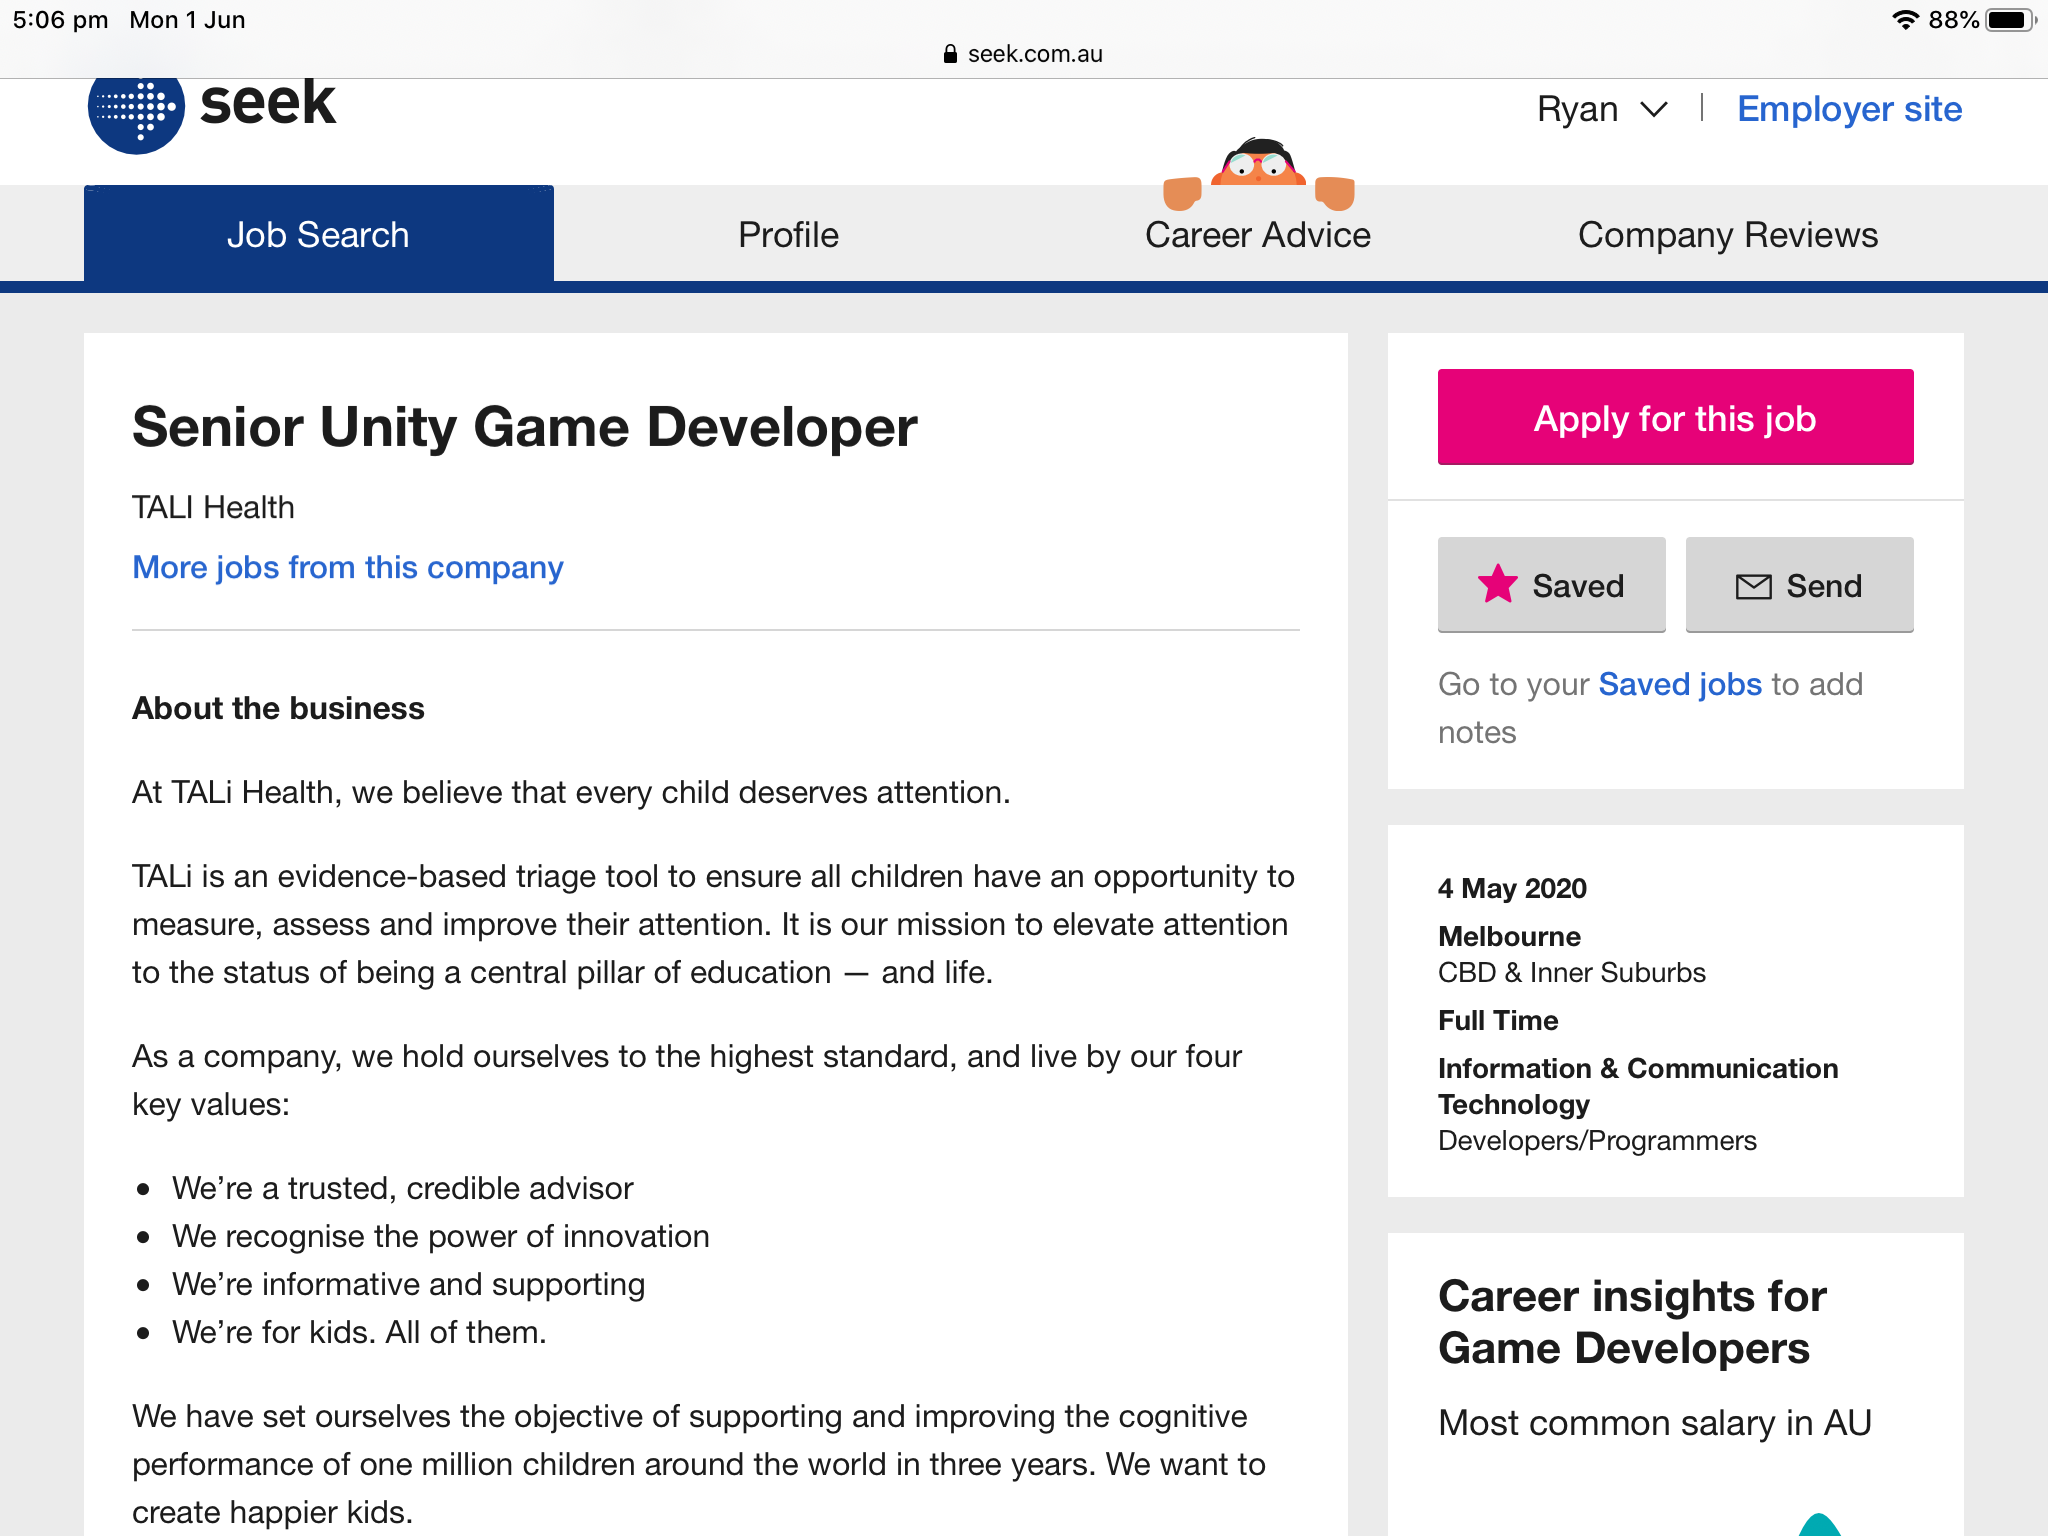 5:06 pm Mon 1 Jun
88%
seek.com.au
seek
Ryan
Employer site
Job Search
Profile
Career Advice
Company Reviews
Senior Unity Game Developer
TALI Health
More jobs from this company
About the business
At TALi Health, we believe that every child deserves attention.
TALi is an evidence-based triage tool to ensure all children have an opportunity to
measure, assess and improve their attention. It is our mission to elevate attention
to the status of being a central pillar of education — and life.
As a company, we hold ourselves to the highest standard, and live by our four
key values:
• We’re a trusted, credible advisor
• We recognise the power of innovation
• We’re informative and supporting
• We’re for kids. All of them.
We have set ourselves the objective of supporting and improving the cognitive
performance of one million children around the world in three years. We want to
create happier kids.
Apply for this job
Saved
Send
Go to your Saved jobs to add
notes
4 May 2020
Melbourne
CBD & Inner Suburbs
Full Time
Information & Communication
Technology
Developers/Programmers
Career insights for
Game Developers
Most common salary in AU